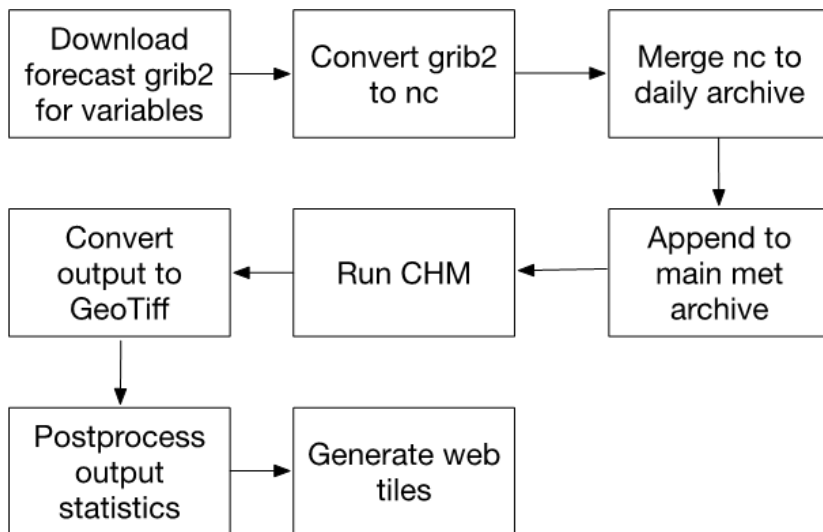 Download
forecast grib2
for variables
Convert grib2
to nc
Merge nc to
daily archive
Append to
main met
archive
Run CHM
Convert
output to
GeoTiff
Postprocess
output
statistics
Generate web
tiles